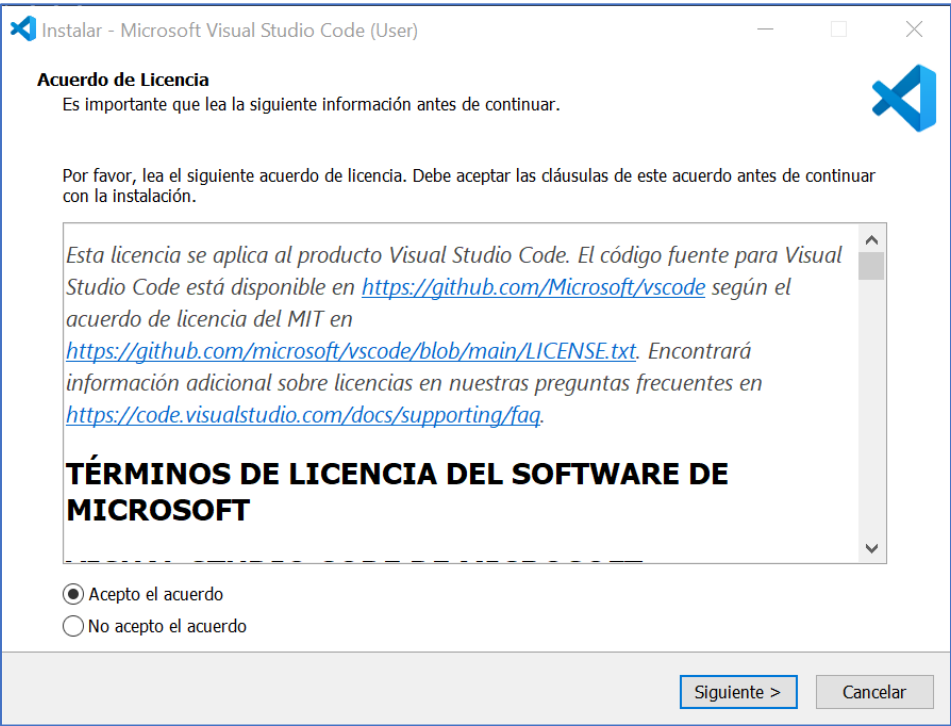 Instalar - Microsoft Visual Studio Code (User)
Acuerdo de Licencia
Es importante que lea la siguiente información antes de continuar.
Por favor, lea el siguiente acuerdo de licencia. Debe aceptar las cláusulas de este acuerdo antes de continuar
con la instalación.
Esta licencia se aplica al producto Visual Studio Code. El código fuente para Visual
Studio Code está disponible en https://github.com/Microsoft/vscode según el
acuerdo de licencia del MIT en
https://github.com/microsoft/vscode/blob/main/LICENSE.txt. Encontrará
información adicional sobre licencias en nuestras preguntas frecuentes en
https://code.visualstudio.com/docs/supporting/faq.
TÉRMINOS DE LICENCIA DEL SOFTWARE DE
MICROSOFT
Acepto el acuerdo
No acepto el acuerdo
Siguiente >
Cancelar